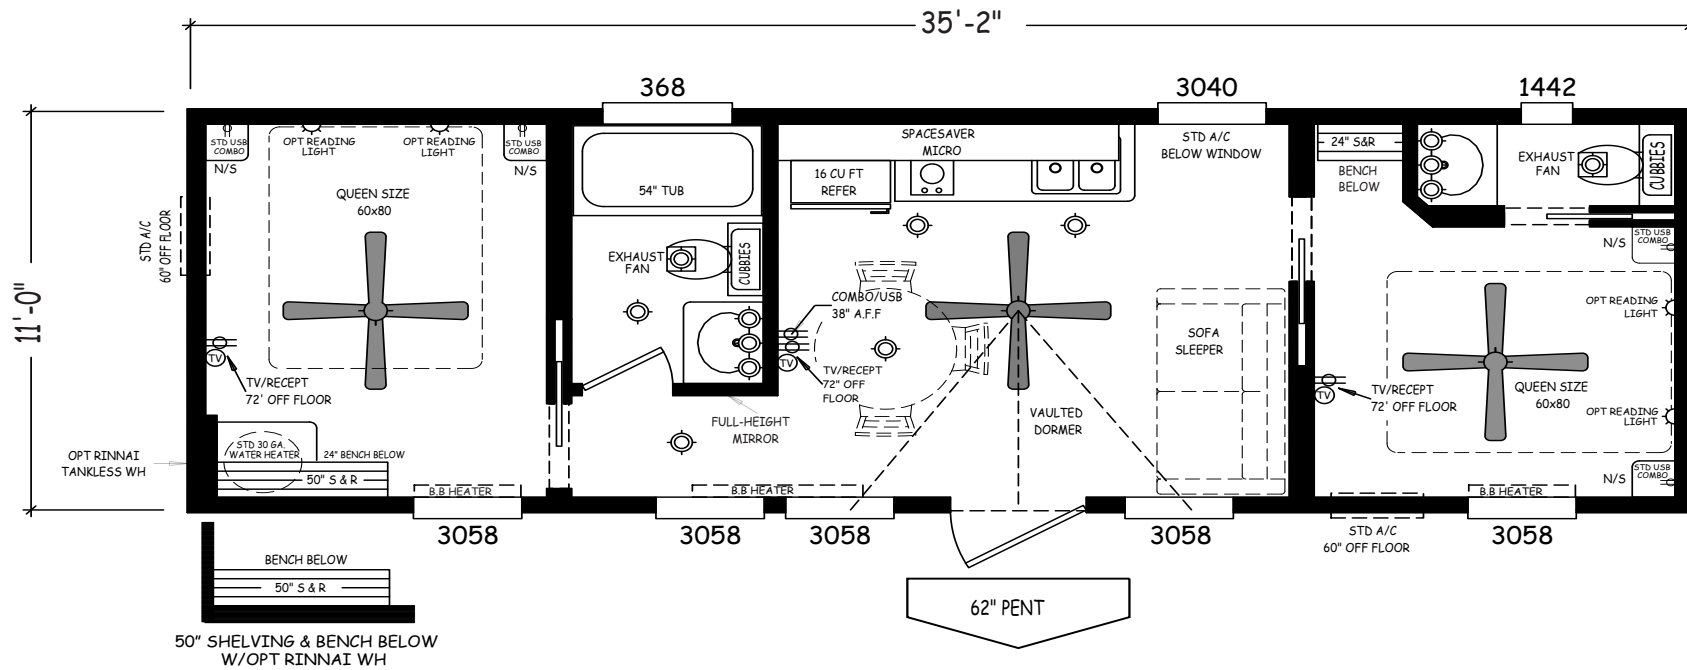 35'-2"
368
3040
1442
11'-0"
STD USB
COMBO
N/S
OPT READING
LIGHT
OPT READING
LIGHT
STD USB
COMBO
N/S
QUEEN SIZE
60x80
STD A/C
60" OFF FLOOR
TV
TV/RECEPT
72' OFF FLOOR
OPT RINNAI
TANKLESS WH
STD 30 GA.
WATER HEATER
24" BENCH BELOW
50" S & R
B.B HEATER
3058
54" TUB
EXHAUST
FAN
CUBBIES
FULL-HEIGHT
MIRROR
SPACESAVER
MICRO
16 CU FT
REFER
STD A/C
BELOW WINDOW
COMBO/USB
38" A.F.F
TV
TV/RECEPT
72" OFF
FLOOR
VAULTED
DORMER
SOFA
SLEEPER
B.B HEATER
3058
3058
3058
24" S&R
BENCH
BELOW
EXHAUST
FAN
CUBBIES
N/S
STD USB
COMBO
OPT READING
LIGHT
TV
TV/RECEPT
72' OFF FLOOR
QUEEN SIZE
60x80
OPT READING
LIGHT
N/S
STD USB
COMBO
B.B HEATER
STD A/C
60" OFF FLOOR
3058
BENCH BELOW
50" S & R
50" SHELVING & BENCH BELOW
W/OPT RINNAI WH
62" PENT